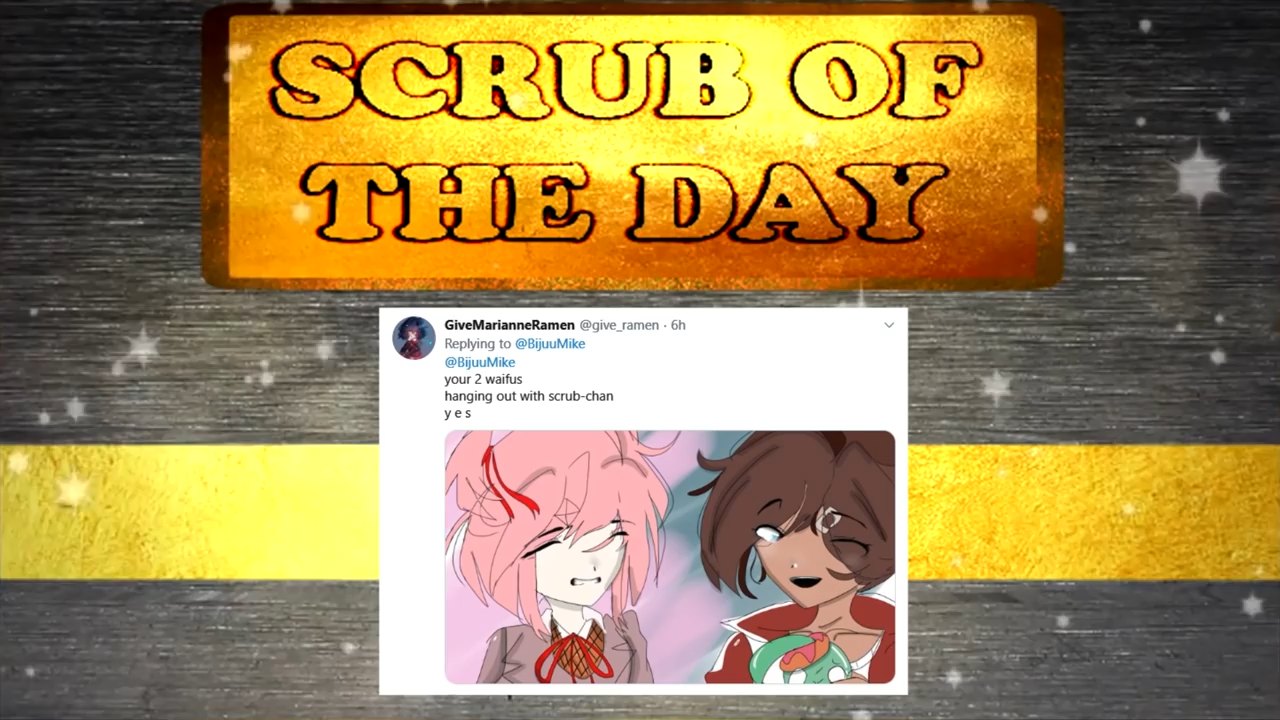 SCRUB OF
THE DAY
GiveMarianneRamen @give_ramen · 6h
Replying to @BijuuMike
@BijuuMike
your 2 waifus
hanging out with scrub-chan
y e s